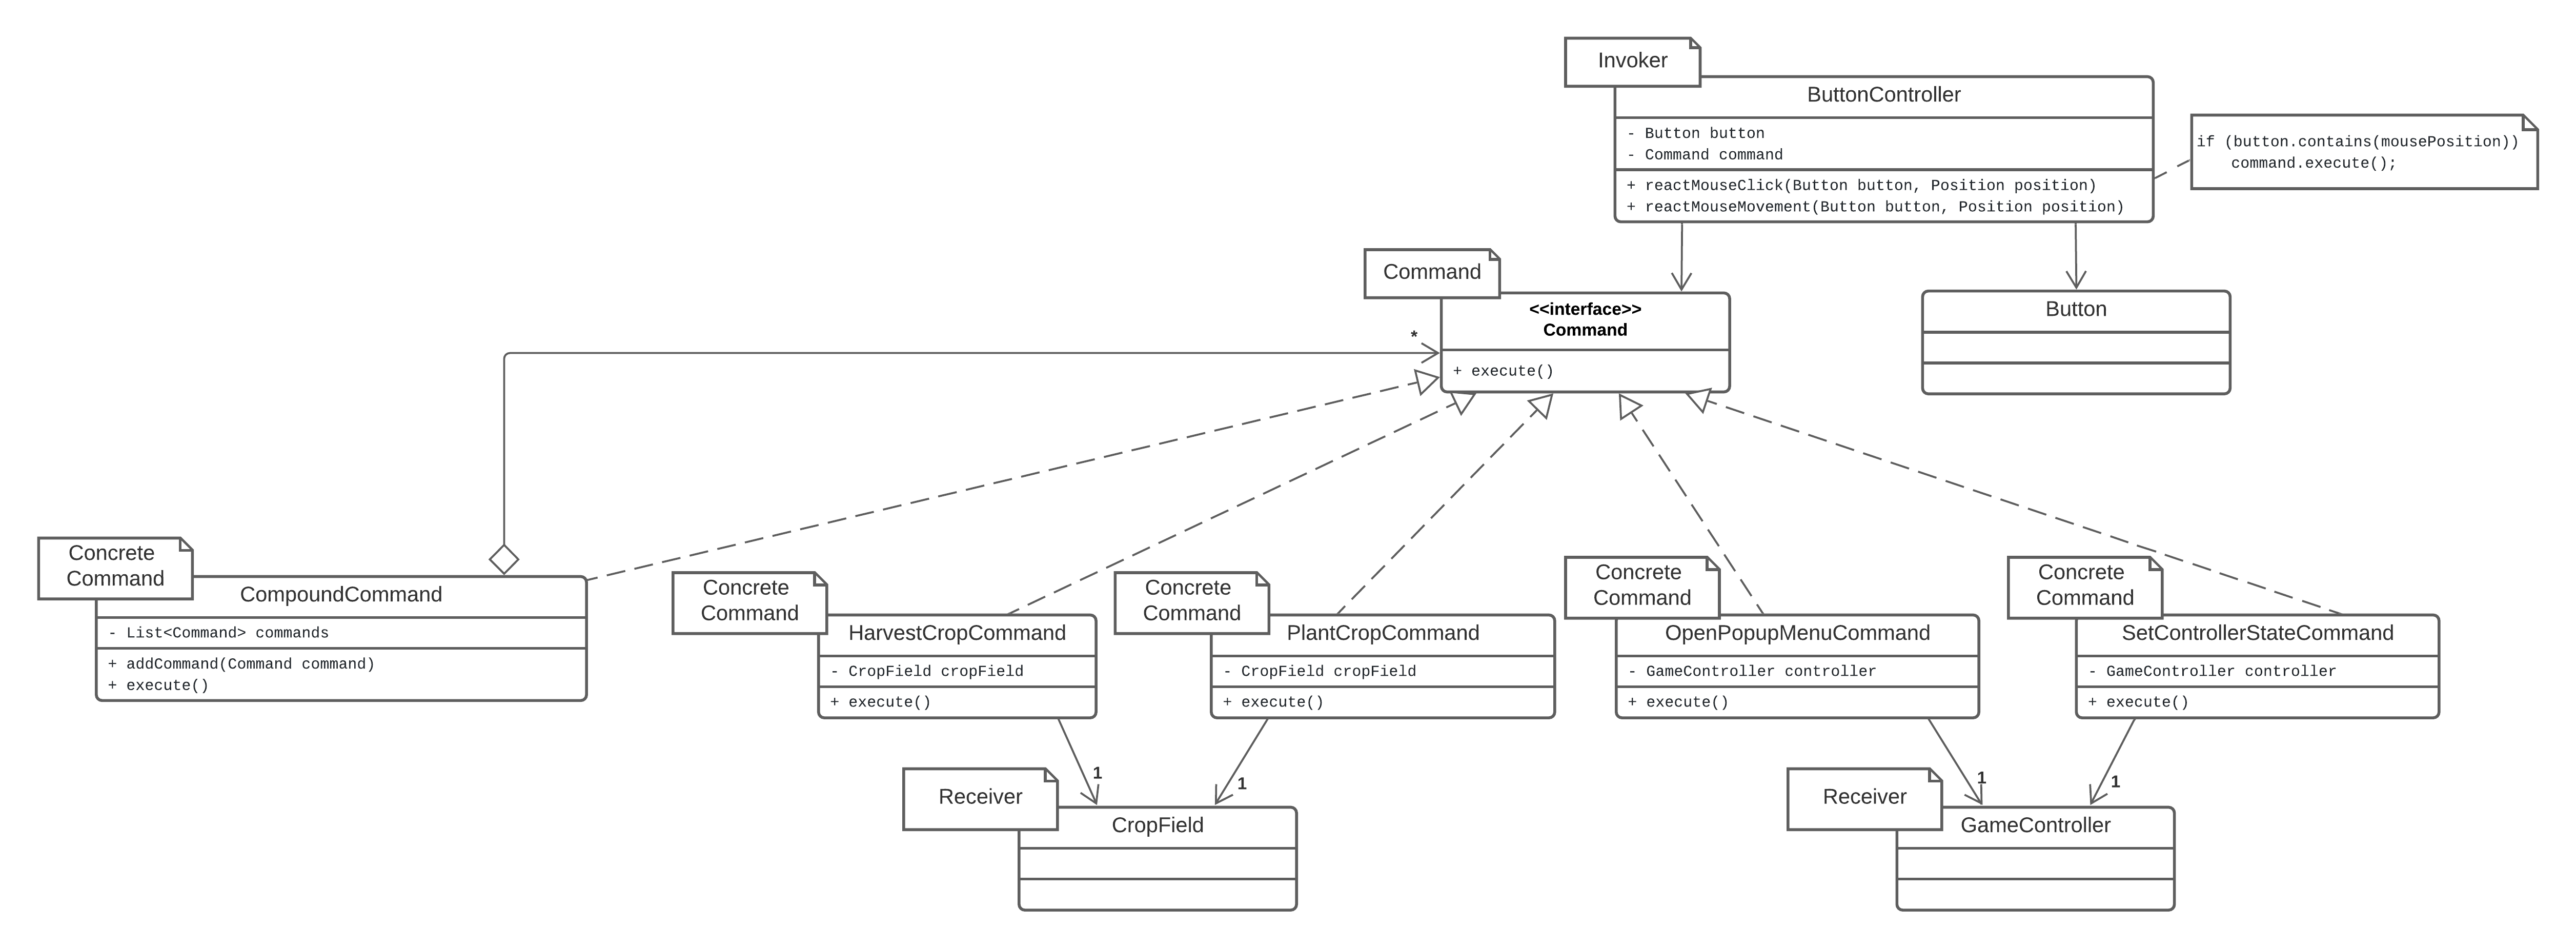 Invoker
ButtonController
- Button button
- Command command
+ reactMouseClick(Button button, Position position)
+ reactMouseMovement(Button button, Position position)
if (button.contains(mousePosition))
command.execute();
Command
<<interface>>
Command
+ execute()
*
Button
Concrete
Command
CompoundCommand
- List<Command> commands
+ addCommand(Command command)
+ execute()
Concrete
Command
HarvestCropCommand
- CropField cropField
+ execute()
Concrete
Command
PlantCropCommand
- CropField cropField
+ execute()
Concrete
Command
OpenPopupMenuCommand
- GameController controller
+ execute()
Concrete
Command
SetControllerStateCommand
- GameController controller
+ execute()
1
1
Receiver
CropField
1
1
Receiver
GameController